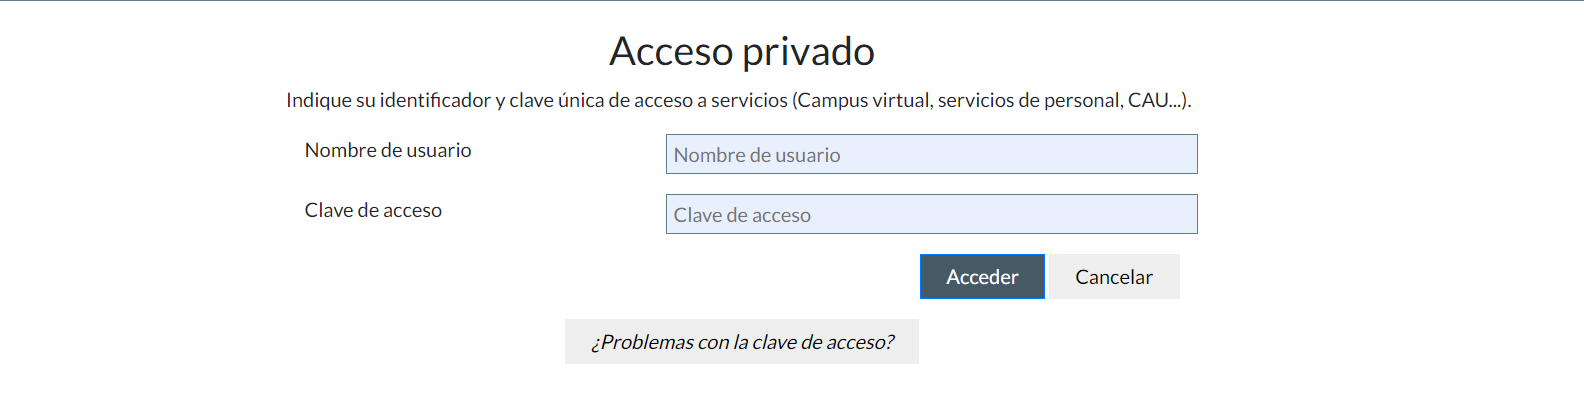 Acceso privado
Indique su identificador y clave única de acceso a servicios (Campus virtual, servicios de personal, CAU...).
Nombre de usuario
Nombre de usuario
Clave de acceso
Clave de acceso
Acceder
Cancelar
¿Problemas con la clave de acceso?